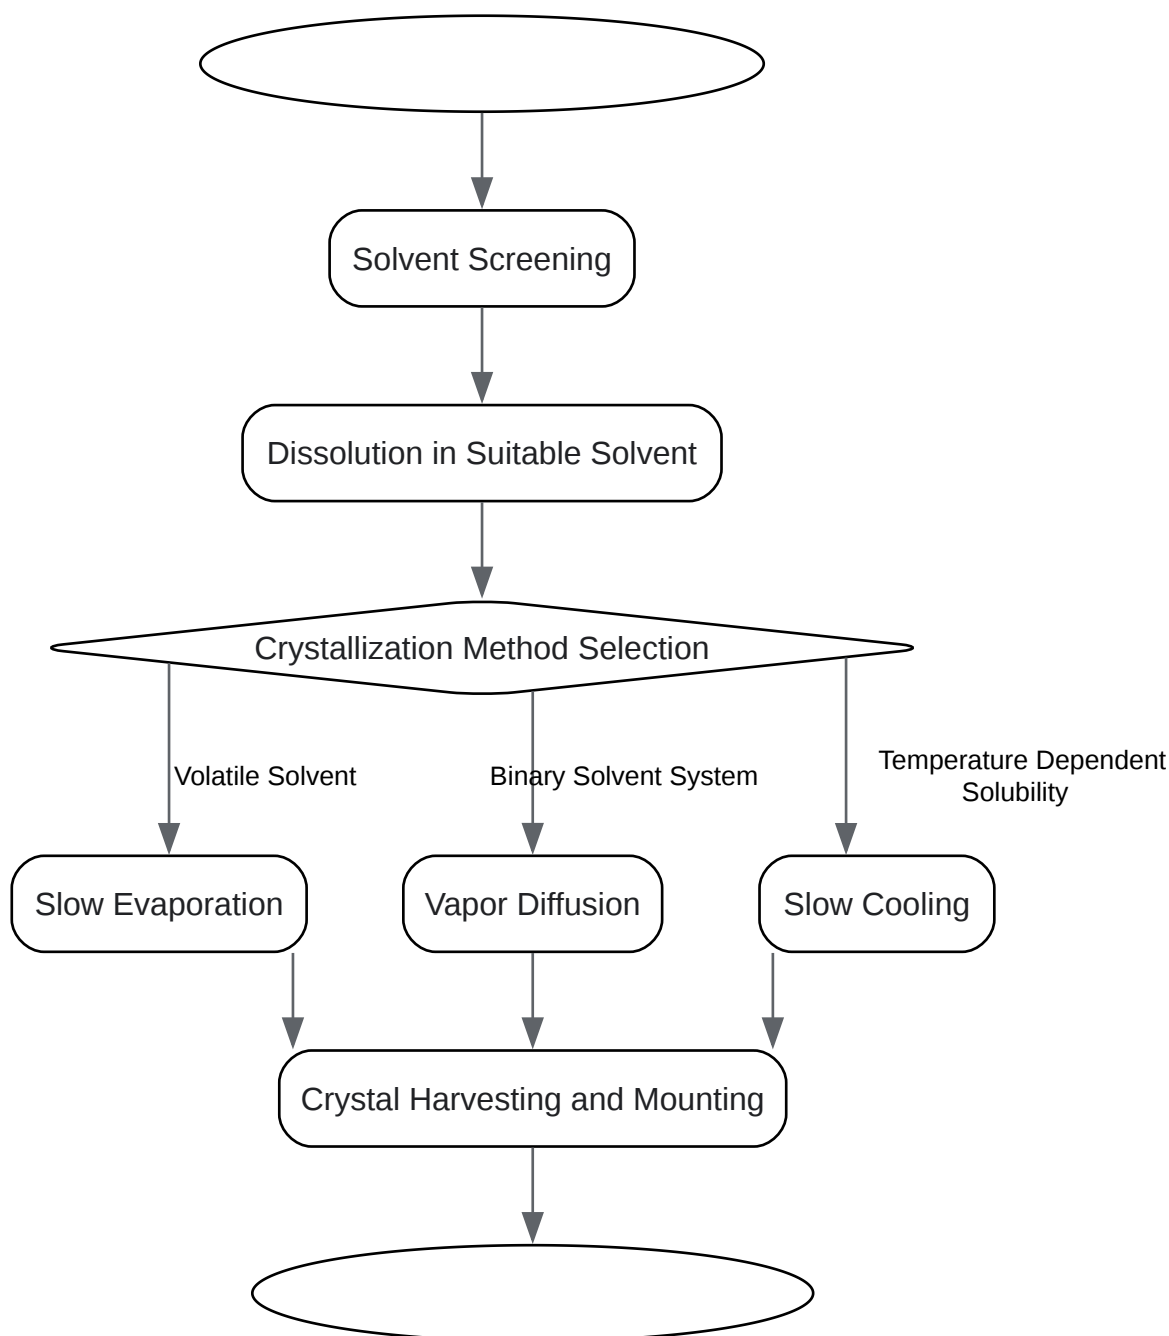 Solvent Screening
Dissolution in Suitable Solvent
Crystallization Method Selection
Volatile Solvent
Binary Solvent System
Temperature Dependent
Solubility
Slow Evaporation
Vapor Diffusion
Slow Cooling
Crystal Harvesting and Mounting